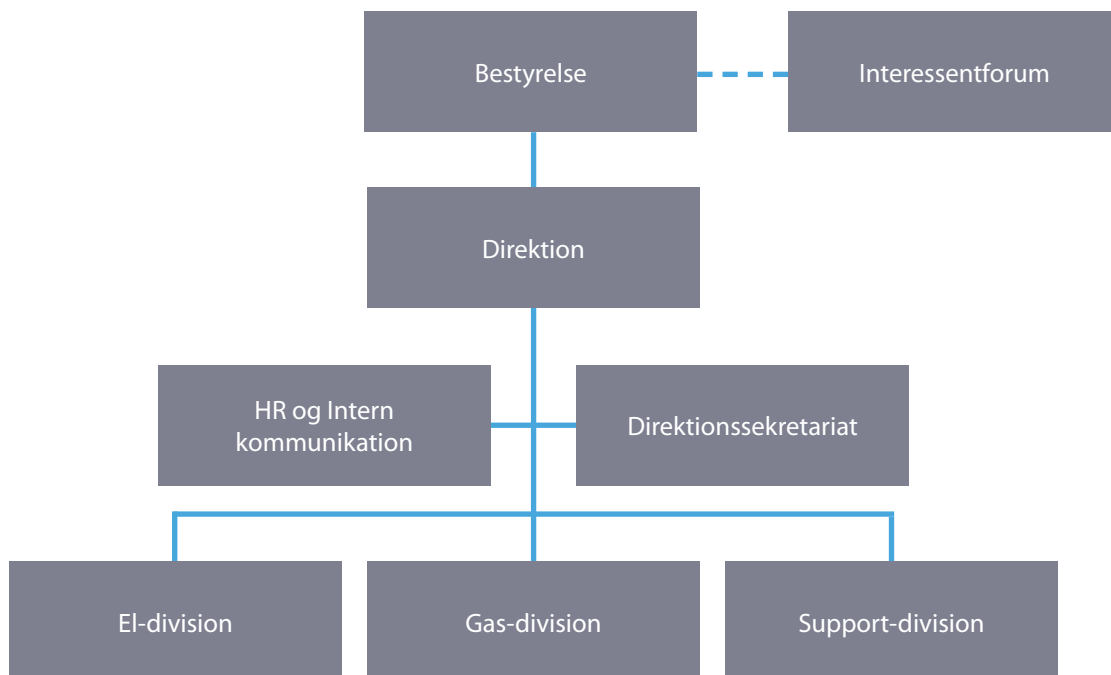 Bestyrelse
Interessentforum
Direktion
HR og Intern
kommunikation
Direktionssekretariat
El-division
Gas-division
Support-division